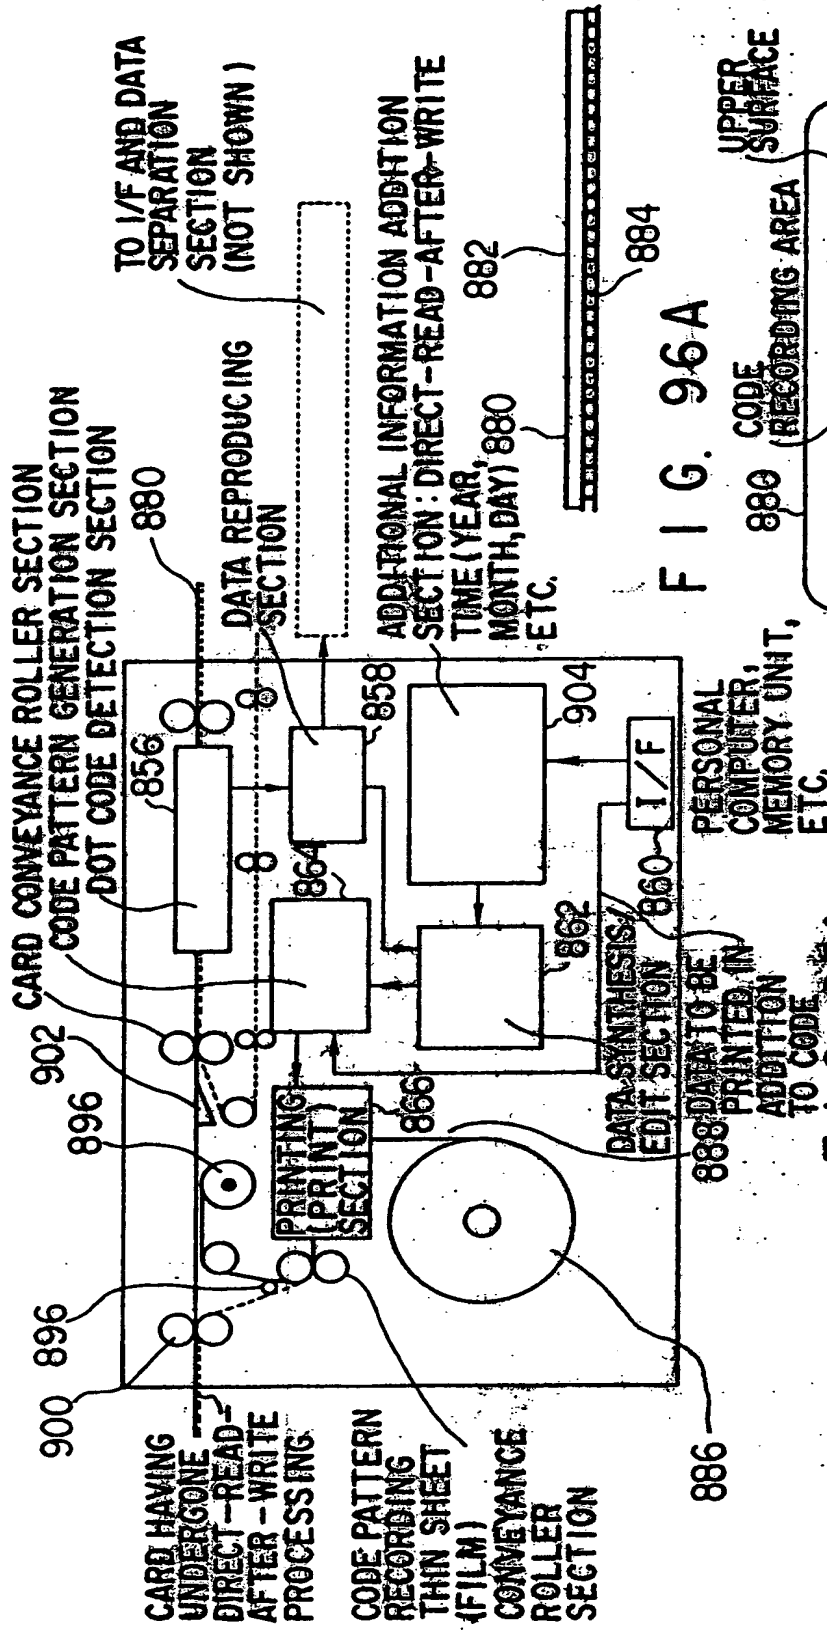 CARD CONVEYANCE ROLLER SECTION
CODE PATTERN GENERATION SECTION
DOT CODE DETECTION SECTION
880
TO I/F AND DATA
SEPARATION
SECTION
(NOT SHOWN)
900
896
896
902
856
DATA REPRODUCING
SECTION
CARD HAVING
UNDERGONE
DIRECT-READ-
AFTER-WRITE
PROCESSING
PRINTING
(PRINT)
SECTION
866
864
858
ADDITIONAL INFORMATION ADDITION
SECTION: DIRECT-READ-AFTER-WRITE
TIME (YEAR,
MONTH, DAY)
ETC.
CODE PATTERN
RECORDING
THIN SHEET
(FILM)
CONVEYANCE
ROLLER
SECTION
862
904
DATA SYNTHESIS/
EDIT SECTION
860
I/F
886
888
DATA TO BE
PRINTED IN
ADDITION
TO CODE
PERSONAL
COMPUTER,
MEMORY UNIT,
ETC.
880
882
884
FIG. 96A
880
CODE
RECORDING AREA
UPPER
SURFACE